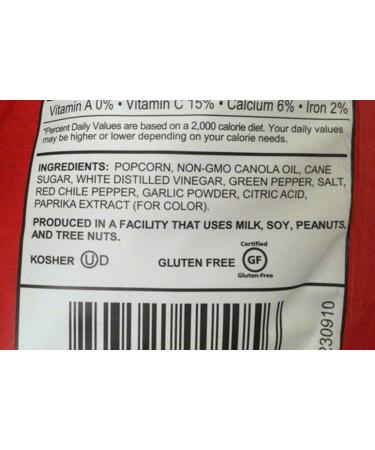 Vitamin A 0% • Vitamin C 15% • Calcium 6% • Iron 2%
*Percent Daily Values are based on a 2,000 calorie diet. Your daily values
may be higher or lower depending on your calorie needs.
INGREDIENTS: POPCORN, NON-GMO CANOLA OIL, CANE
SUGAR, WHITE DISTILLED VINEGAR, GREEN PEPPER, SALT,
RED CHILE PEPPER, GARLIC POWDER, CITRIC ACID,
PAPRIKA EXTRACT (FOR COLOR).
PRODUCED IN A FACILITY THAT USES MILK, SOY, PEANUTS,
AND TREE NUTS.
KOSHER U D GLUTEN FREE Certified GF Gluten-Free
230910